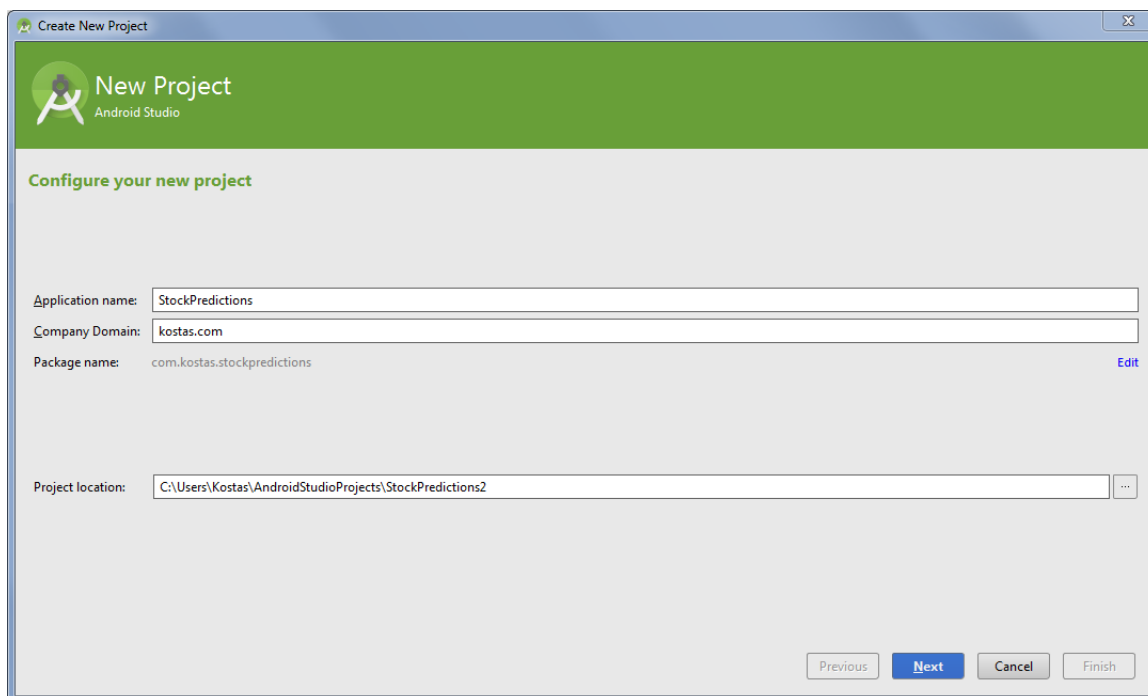 Create New Project
New Project
Android Studio
Configure your new project
Application name: StockPredictions
Company Domain: kostas.com
Package name: com.kostas.stockpredictions Edit
Project location: C:\Users\Kostas\AndroidStudioProjects\StockPredictions2 ...
Previous Next Cancel Finish